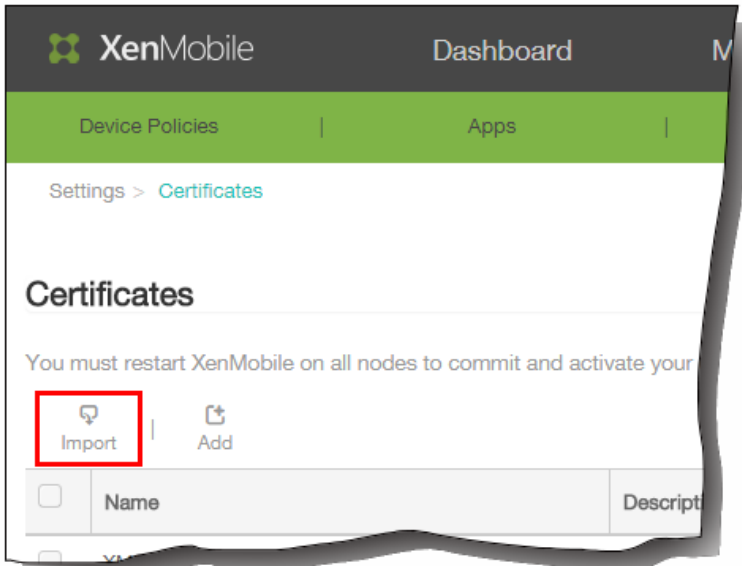 XenMobile Dashboard
Device Policies | Apps |
Settings > Certificates
Certificates
You must restart XenMobile on all nodes to commit and activate your
Import | Add
Name